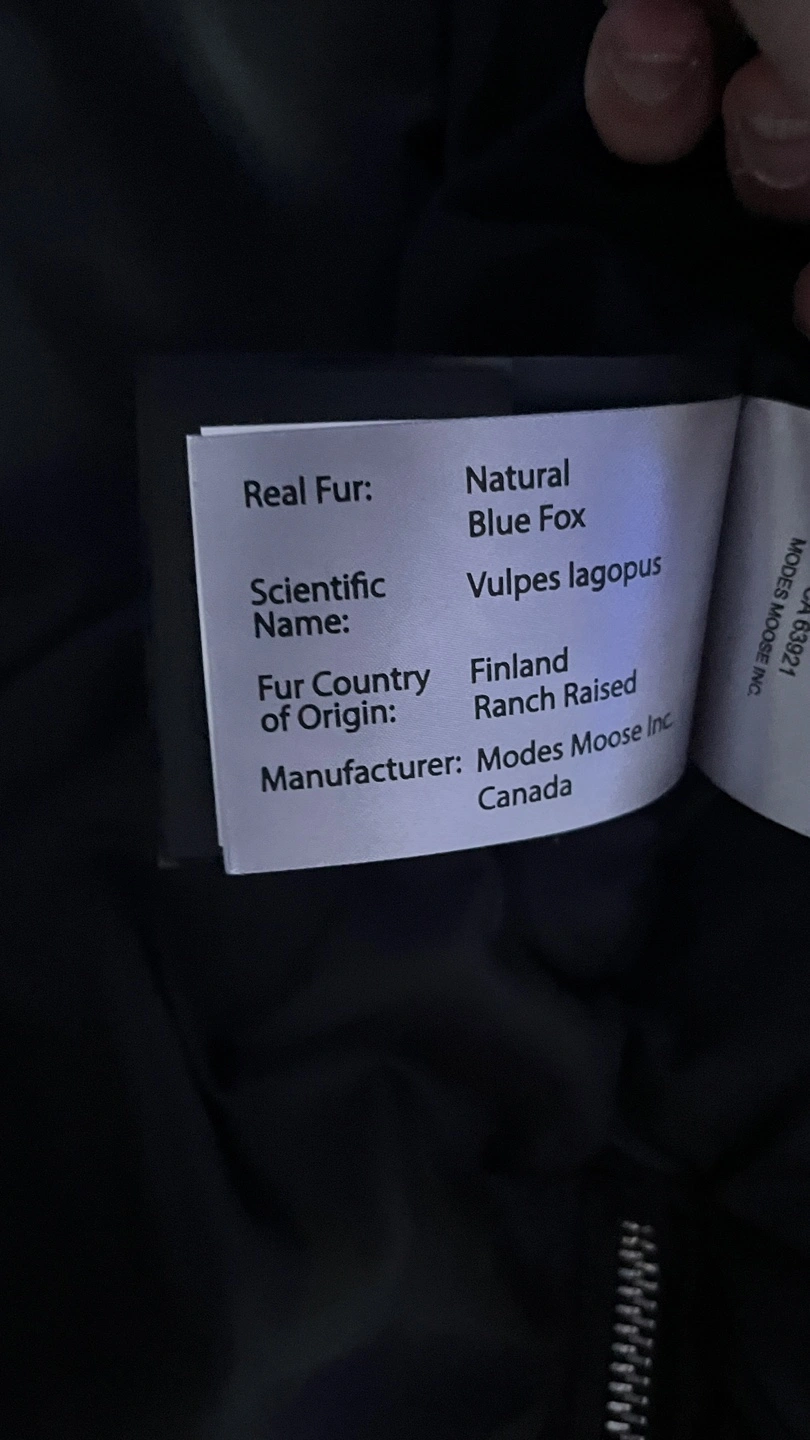 Real Fur: Natural
Blue Fox
Scientific Vulpes lagopus
Name:
Fur Country Finland
of Origin: Ranch Raised
Manufacturer: Modes Moose Inc.
Canada
CA 63921
MODES MOOSE INC.